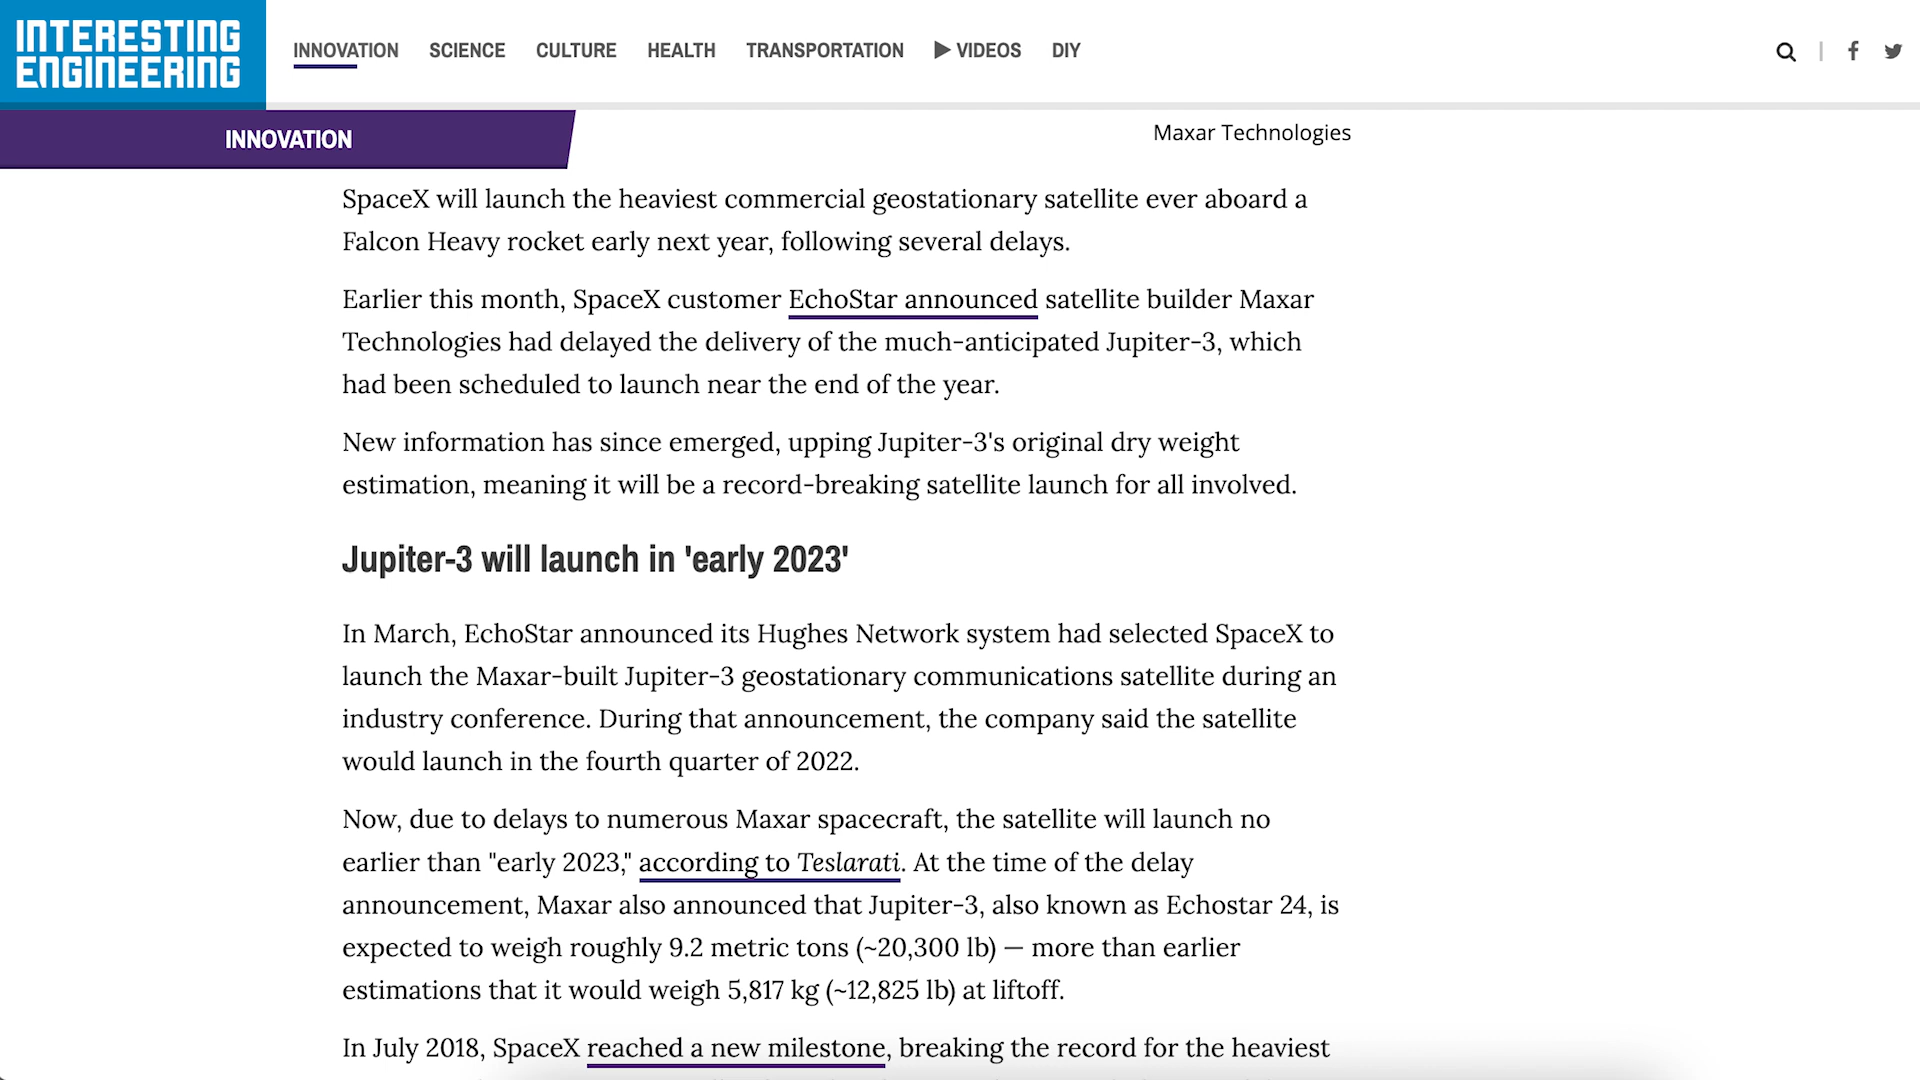 INTERESTING
ENGINEERING
INNOVATION SCIENCE CULTURE HEALTH TRANSPORTATION VIDEOS DIY
INNOVATION
Maxar Technologies
SpaceX will launch the heaviest commercial geostationary satellite ever aboard a
Falcon Heavy rocket early next year, following several delays.
Earlier this month, SpaceX customer EchoStar announced satellite builder Maxar
Technologies had delayed the delivery of the much-anticipated Jupiter-3, which
had been scheduled to launch near the end of the year.
New information has since emerged, upping Jupiter-3's original dry weight
estimation, meaning it will be a record-breaking satellite launch for all involved.
Jupiter-3 will launch in 'early 2023'
In March, EchoStar announced its Hughes Network system had selected SpaceX to
launch the Maxar-built Jupiter-3 geostationary communications satellite during an
industry conference. During that announcement, the company said the satellite
would launch in the fourth quarter of 2022.
Now, due to delays to numerous Maxar spacecraft, the satellite will launch no
earlier than "early 2023," according to Teslarati. At the time of the delay
announcement, Maxar also announced that Jupiter-3, also known as Echostar 24, is
expected to weigh roughly 9.2 metric tons (~20,300 lb) — more than earlier
estimations that it would weigh 5,817 kg (~12,825 lb) at liftoff.
In July 2018, SpaceX reached a new milestone, breaking the record for the heaviest